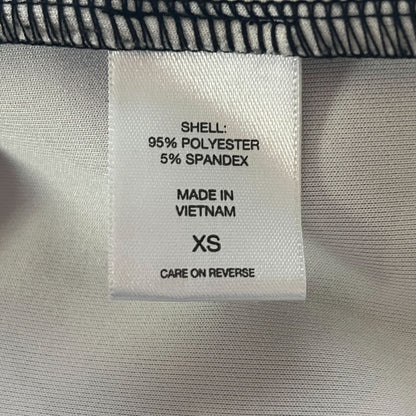 SHELL:
95% POLYESTER
5% SPANDEX
MADE IN
VIETNAM
XS
CARE ON REVERSE